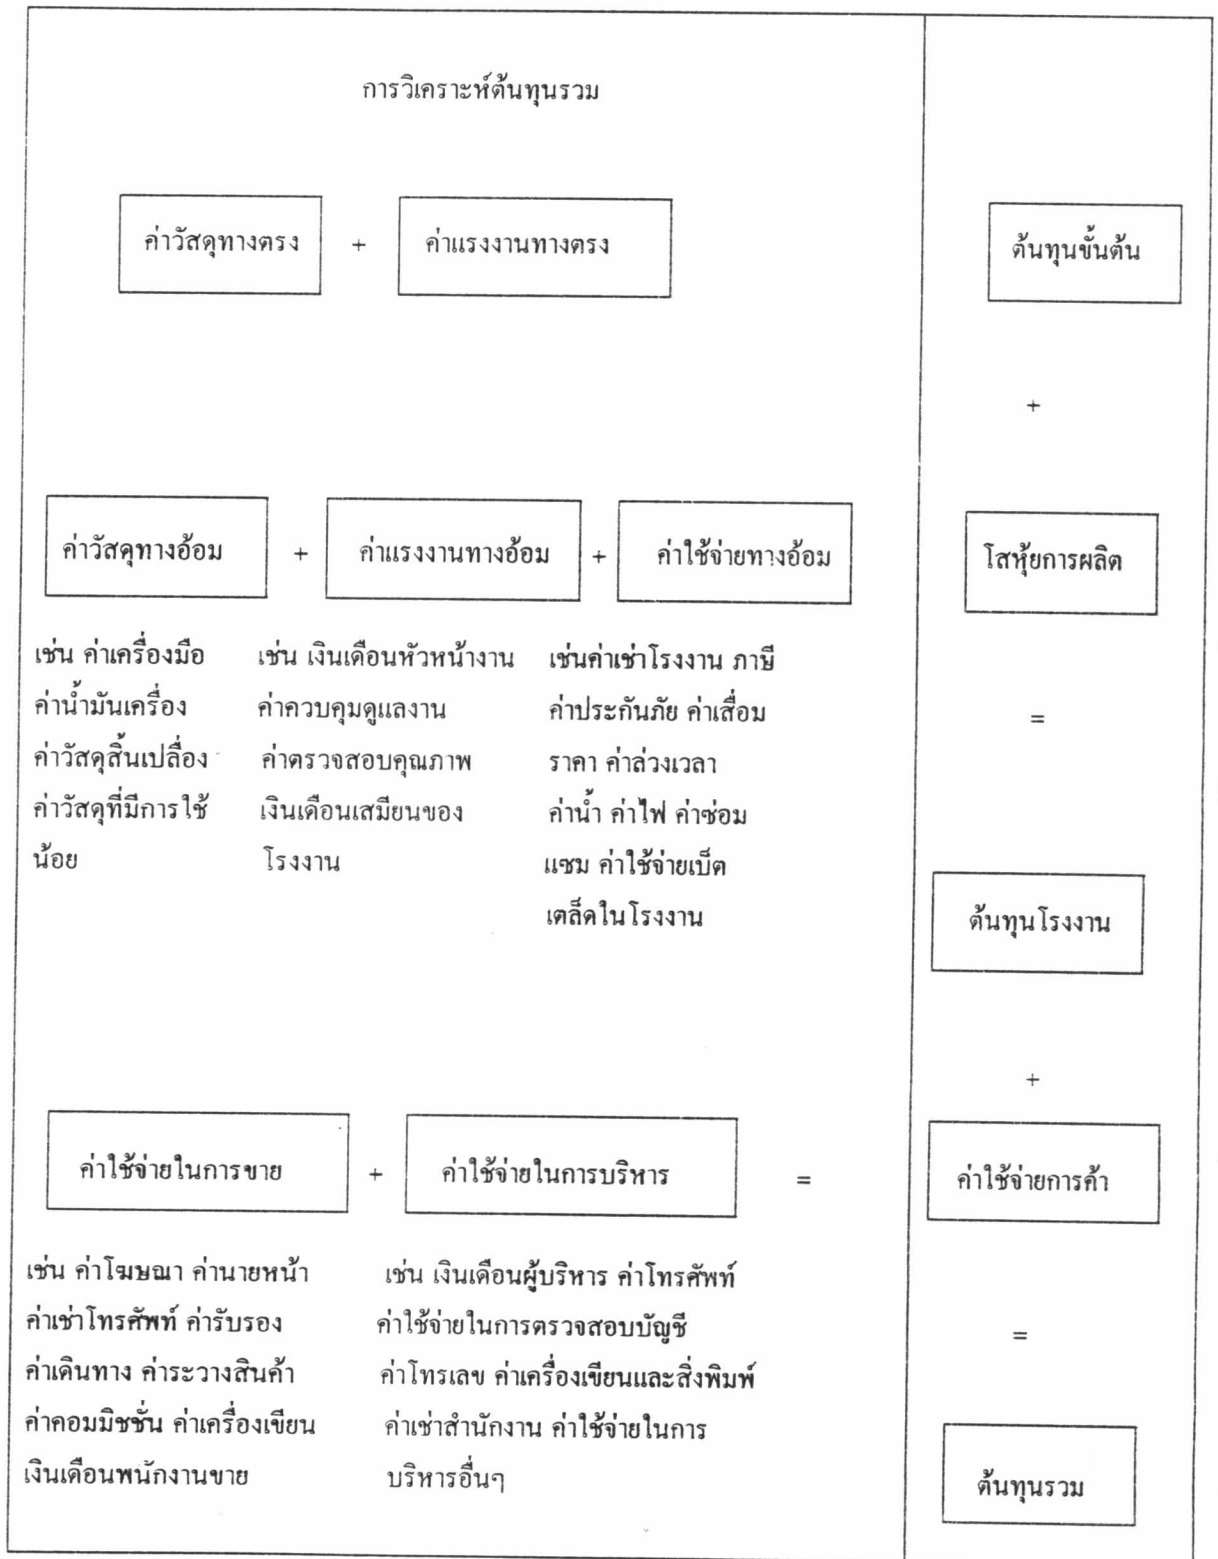 การวิเคราะห์ต้นทุนรวม
ค่าวัสดุทางตรง + ค่าแรงงานทางตรง ต้นทุนขั้นต้น
+
ค่าวัสดุทางอ้อม + ค่าแรงงานทางอ้อม + ค่าใช้จ่ายทางอ้อม โสหุ้ยการผลิต
เช่น ค่าเครื่องมือ เช่น เงินเดือนหัวหน้างาน เช่นค่าเช่าโรงงาน ภาษี
ค่าน้ำมันเครื่อง ค่าควบคุมดูแลงาน ค่าประกันภัย ค่าเสื่อม =
ค่าวัสดุสิ้นเปลื่อง ค่าตรวจสอบคุณภาพ ราคา ค่าล่วงเวลา
ค่าวัสดุที่มีการใช้ เงินเดือนเสมียนของ ค่าน้ำ ค่าไฟ ค่าซ่อม
น้อย โรงงาน แซม ค่าใช้จ่ายเบ็ต
เตล็ดในโรงงาน ต้นทุนโรงงาน
+
ค่าใช้จ่ายในการขาย + ค่าใช้จ่ายในการบริหาร = ค่าใช้จ่ายการค้า
เช่น ค่าโฆษณา ค่านายหน้า เช่น เงินเดือนผู้บริหาร ค่าโทรศัพท์
ค่าเช่าโทรศัพท์ ค่ารับรอง ค่าใช้จ่ายในการตรวจสอบบัญชี =
ค่าเดินทาง ค่าระวางสินค้า ค่าโทรเลข ค่าเครื่องเขียนและสิ่งพิมพ์
ค่าคอมมิชชั่น ค่าเครื่องเขียน ค่าเช่าสำนักงาน ค่าใช้จ่ายในการ
เงินเดือนพนักงานขาย บริหารอื่นๆ ต้นทุนรวม